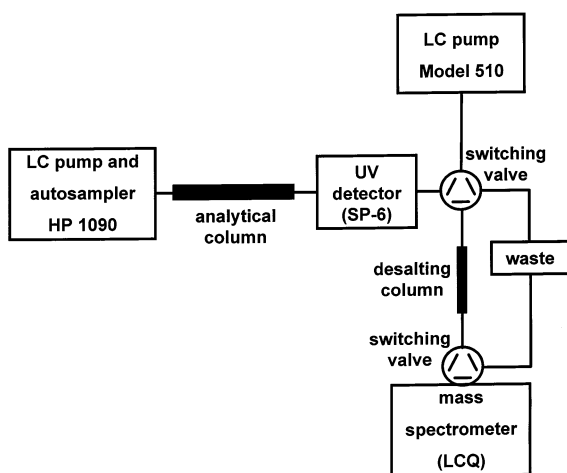 LC pump
Model 510
LC pump and
autosampler
HP 1090
analytical
column
UV
detector
(SP-6)
switching
valve
desalting
column
waste
switching
valve
mass
spectrometer
(LCQ)